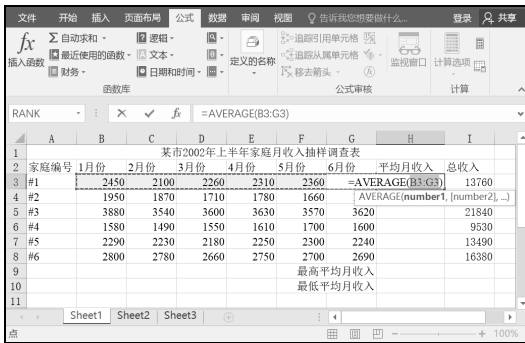 文件 开始 插入 页面布局 公式 数据 审阅 视图 告诉我您想要做什么... 登录 共享
fx 插入函数
Σ 自动求和
最近使用的函数
财务
逻辑
文本
日期和时间
函数库
定义的名称
追踪引用单元格
追踪从属单元格
移去箭头
公式审核
监视窗口
计算选项
计算
RANK fx =AVERAGE(B3:G3)
A B C D E F G H I
1 某市2002年上半年家庭月收入抽样调查表
2 家庭编号 1月份 2月份 3月份 4月份 5月份 6月份 平均月收入 总收入
3 #1 2450 2100 2260 2310 2360 =AVERAGE(B3:G3) 13760
4 #2 1950 1870 1710 1780 1660 AVERAGE(number1, [number2], ...)
5 #3 3880 3540 3600 3630 3570 3620 21840
6 #4 1580 1490 1550 1610 1700 1600 9530
7 #5 2290 2230 2180 2250 2300 2240 13490
8 #6 2800 2780 2660 2750 2700 2690 16380
9 最高平均月收入
10 最低平均月收入
11
Sheet1 Sheet2 Sheet3
点 100%